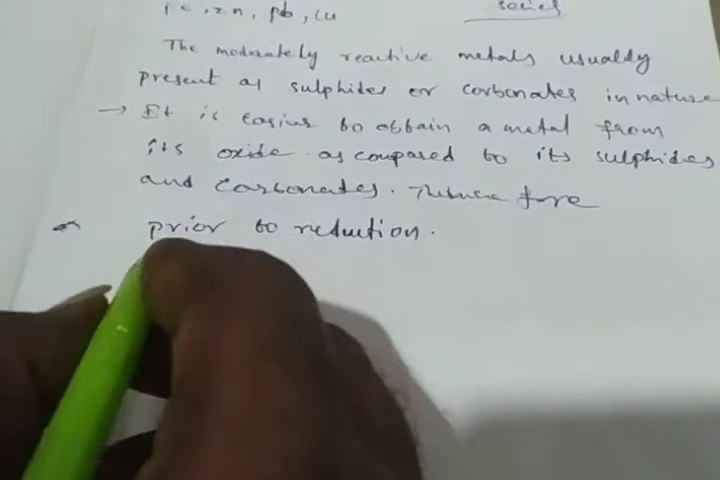 Fe, zn, pb, cu series
The moderately reactive metals usually
present as sulphides or carbonates in nature
→ It is easier to obtain a metal from
its oxide as compared to its sulphides
and carbonates. Therefore
prior to reduction.